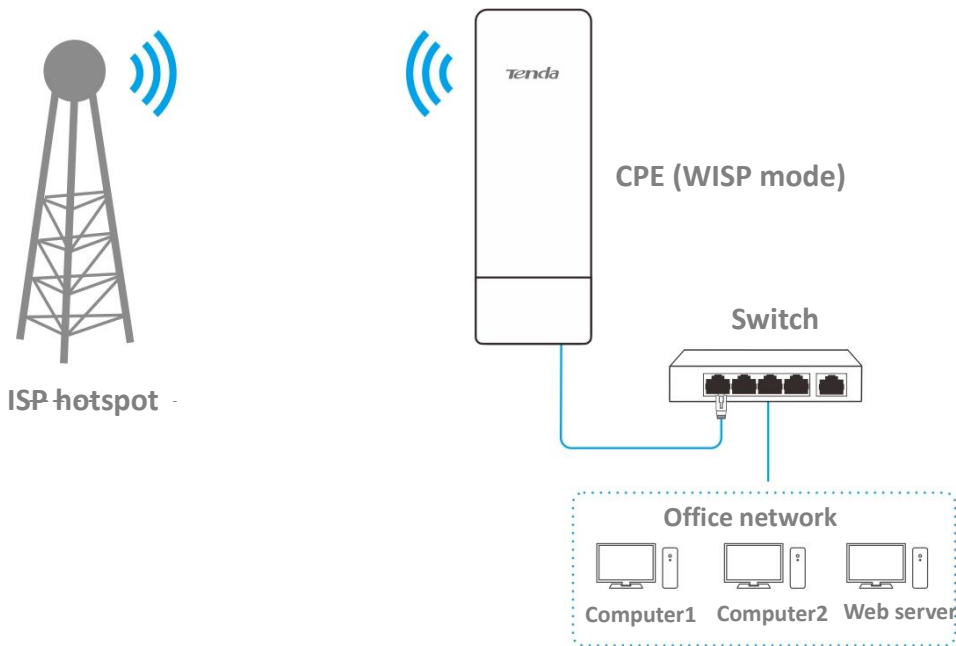 Tenda
CPE (WISP mode)
Switch
ISP hotspot
Office network
Computer1 Computer2 Web server